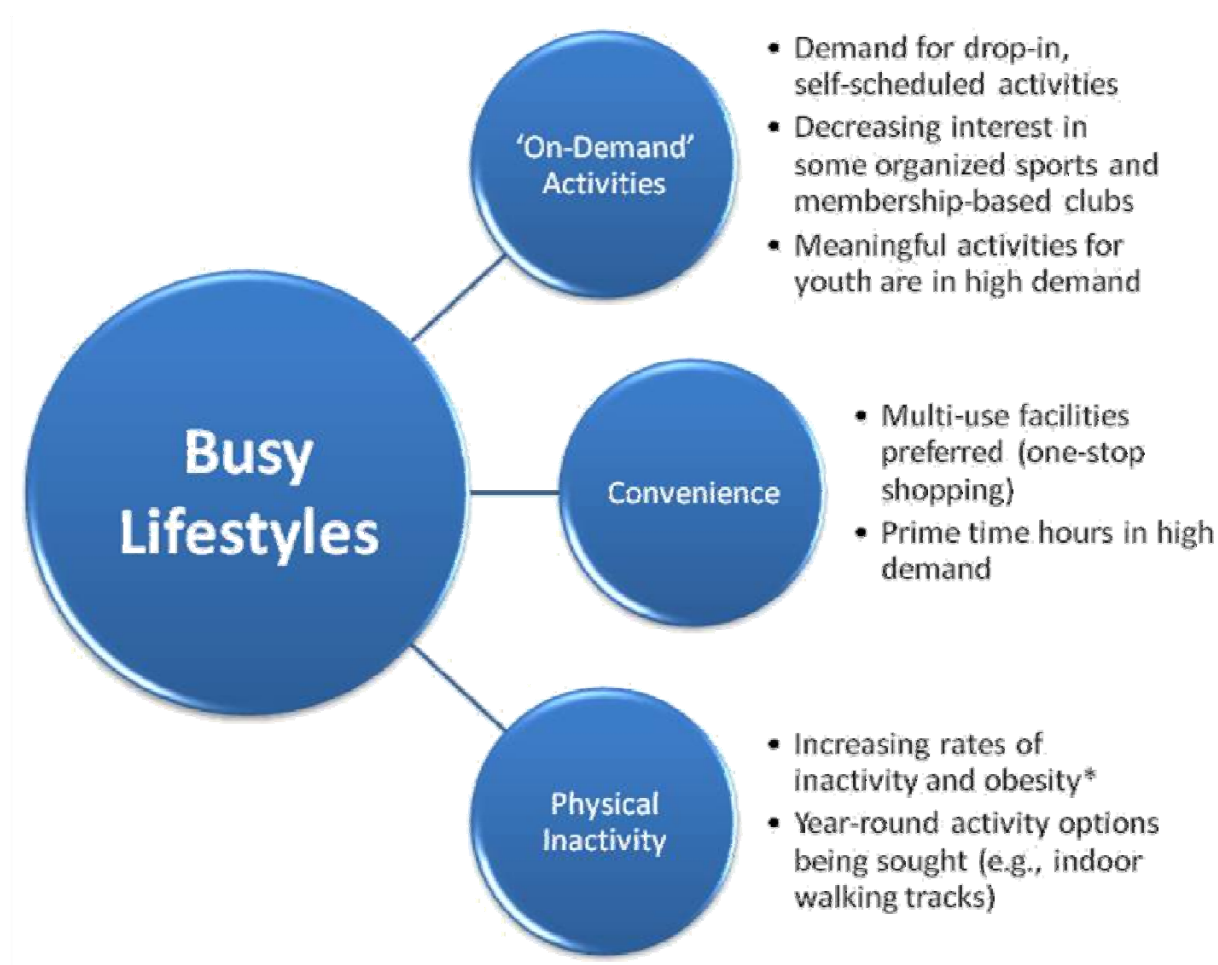 Busy
Lifestyles
‘On-Demand’
Activities
• Demand for drop-in,
self-scheduled activities
• Decreasing interest in
some organized sports and
membership-based clubs
• Meaningful activities for
youth are in high demand
Convenience
• Multi-use facilities
preferred (one-stop
shopping)
• Prime time hours in high
demand
Physical
Inactivity
• Increasing rates of
inactivity and obesity*
• Year-round activity options
being sought (e.g., indoor
walking tracks)